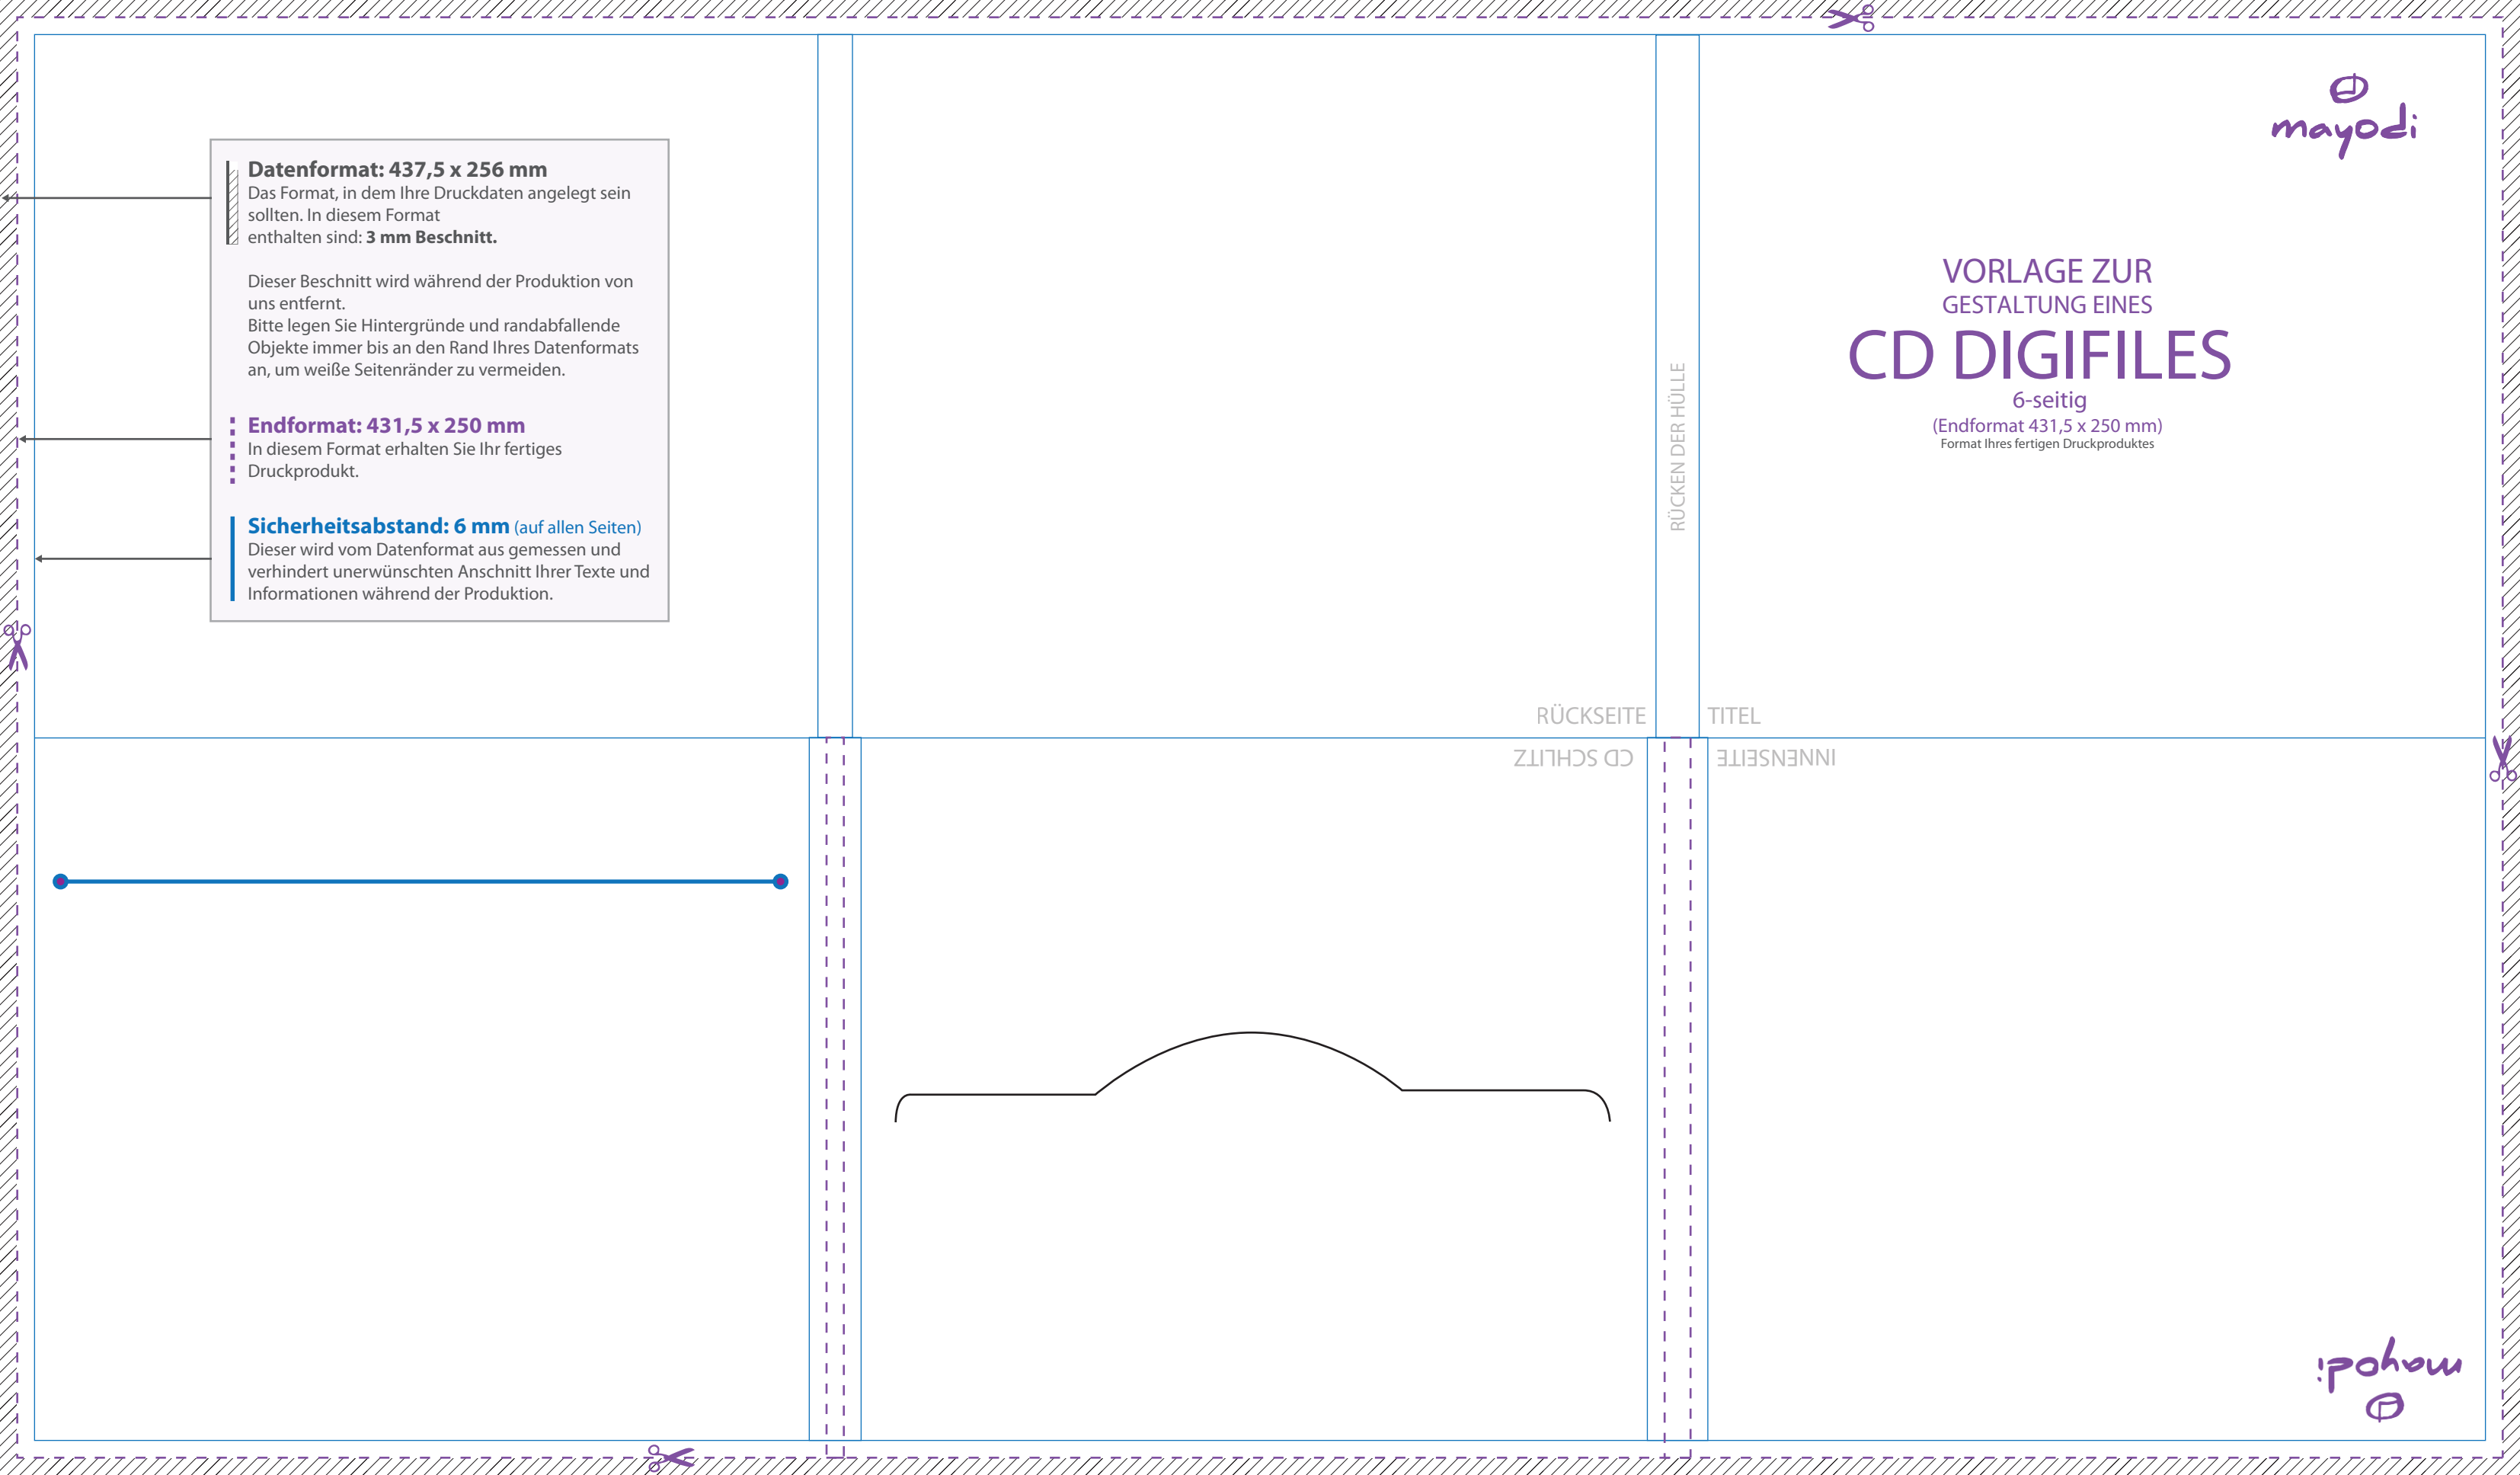 mayodi
Datenformat: 437,5 x 256 mm
Das Format, in dem Ihre Druckdaten angelegt sein
sollten. In diesem Format
enthalten sind: 3 mm Beschnitt.
Dieser Beschnitt wird während der Produktion von
uns entfernt.
Bitte legen Sie Hintergründe und randabfallende
Objekte immer bis an den Rand Ihres Datenformats
an, um weiße Seitenränder zu vermeiden.
Endformat: 431,5 x 250 mm
In diesem Format erhalten Sie Ihr fertiges
Druckprodukt.
Sicherheitsabstand: 6 mm (auf allen Seiten)
Dieser wird vom Datenformat aus gemessen und
verhindert unerwünschten Anschnitt Ihrer Texte und
Informationen während der Produktion.
RÜCKEN DER HÜLLE
VORLAGE ZUR
GESTALTUNG EINES
CD DIGIFILES
6-seitig
(Endformat 431,5 x 250 mm)
Format Ihres fertigen Druckproduktes
RÜCKSEITE
TITEL
CD SCHLITZ
INNENSEITE
mayodi